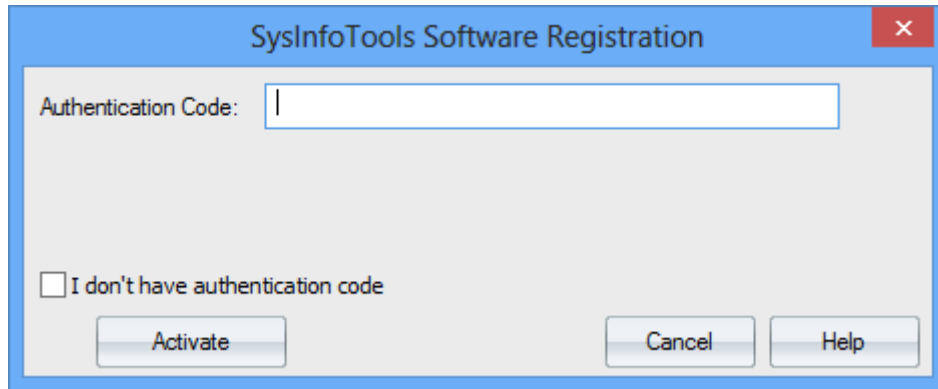 SysInfoTools Software Registration
Authentication Code:
I don't have authentication code
Activate
Cancel
Help